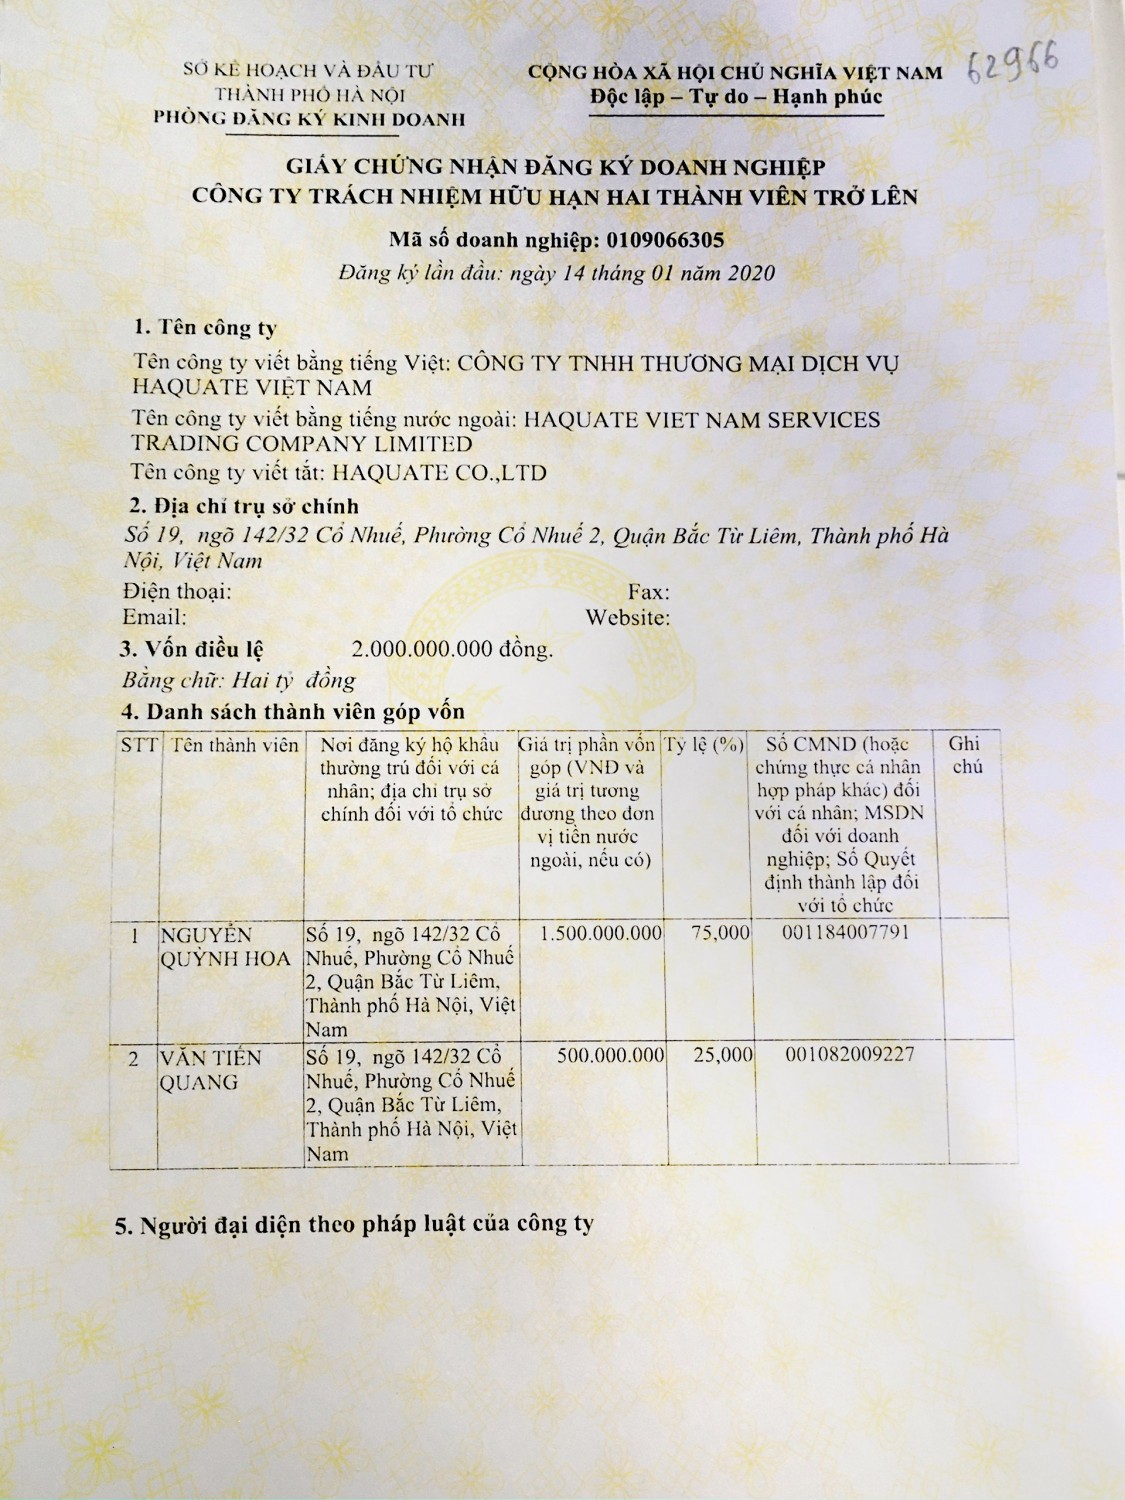 SỞ KẾ HOẠCH VÀ ĐẦU TƯ
THÀNH PHỐ HÀ NỘI
PHÒNG ĐĂNG KÝ KINH DOANH
CỘNG HÒA XÃ HỘI CHỦ NGHĨA VIỆT NAM
Độc lập – Tự do – Hạnh phúc
62966
GIẤY CHỨNG NHẬN ĐĂNG KÝ DOANH NGHIỆP
CÔNG TY TRÁCH NHIỆM HỮU HẠN HAI THÀNH VIÊN TRỞ LÊN
Mã số doanh nghiệp: 0109066305
Đăng ký lần đầu: ngày 14 tháng 01 năm 2020
1. Tên công ty
Tên công ty viết bằng tiếng Việt: CÔNG TY TNHH THƯƠNG MẠI DỊCH VỤ
HAQUATE VIỆT NAM
Tên công ty viết bằng tiếng nước ngoài: HAQUATE VIET NAM SERVICES
TRADING COMPANY LIMITED
Tên công ty viết tắt: HAQUATE CO.,LTD
2. Địa chỉ trụ sở chính
Số 19, ngõ 142/32 Cổ Nhuế, Phường Cổ Nhuế 2, Quận Bắc Từ Liêm, Thành phố Hà
Nội, Việt Nam
Điện thoại: Fax:
Email: Website:
3. Vốn điều lệ 2.000.000.000 đồng.
Bằng chữ: Hai tỷ đồng
4. Danh sách thành viên góp vốn
STT Tên thành viên Nơi đăng ký hộ khẩu Giá trị phần vốn Tỷ lệ (%) Số CMND (hoặc Ghi
thường trú đối với cá góp (VNĐ và chứng thực cá nhân chú
nhân; địa chỉ trụ sở giá trị tương hợp pháp khác) đối
chính đối với tổ chức đương theo đơn với cá nhân; MSDN
vị tiền nước đối với doanh
ngoài, nếu có) nghiệp; Số Quyết
định thành lập đối
với tổ chức
1 NGUYỄN Số 19, ngõ 142/32 Cổ 1.500.000.000 75,000 001184007791
QUỲNH HOA Nhuế, Phường Cổ Nhuế
2, Quận Bắc Từ Liêm,
Thành phố Hà Nội, Việt
Nam
2 VĂN TIẾN Số 19, ngõ 142/32 Cổ 500.000.000 25,000 001082009227
QUANG Nhuế, Phường Cổ Nhuế
2, Quận Bắc Từ Liêm,
Thành phố Hà Nội, Việt
Nam
5. Người đại diện theo pháp luật của công ty